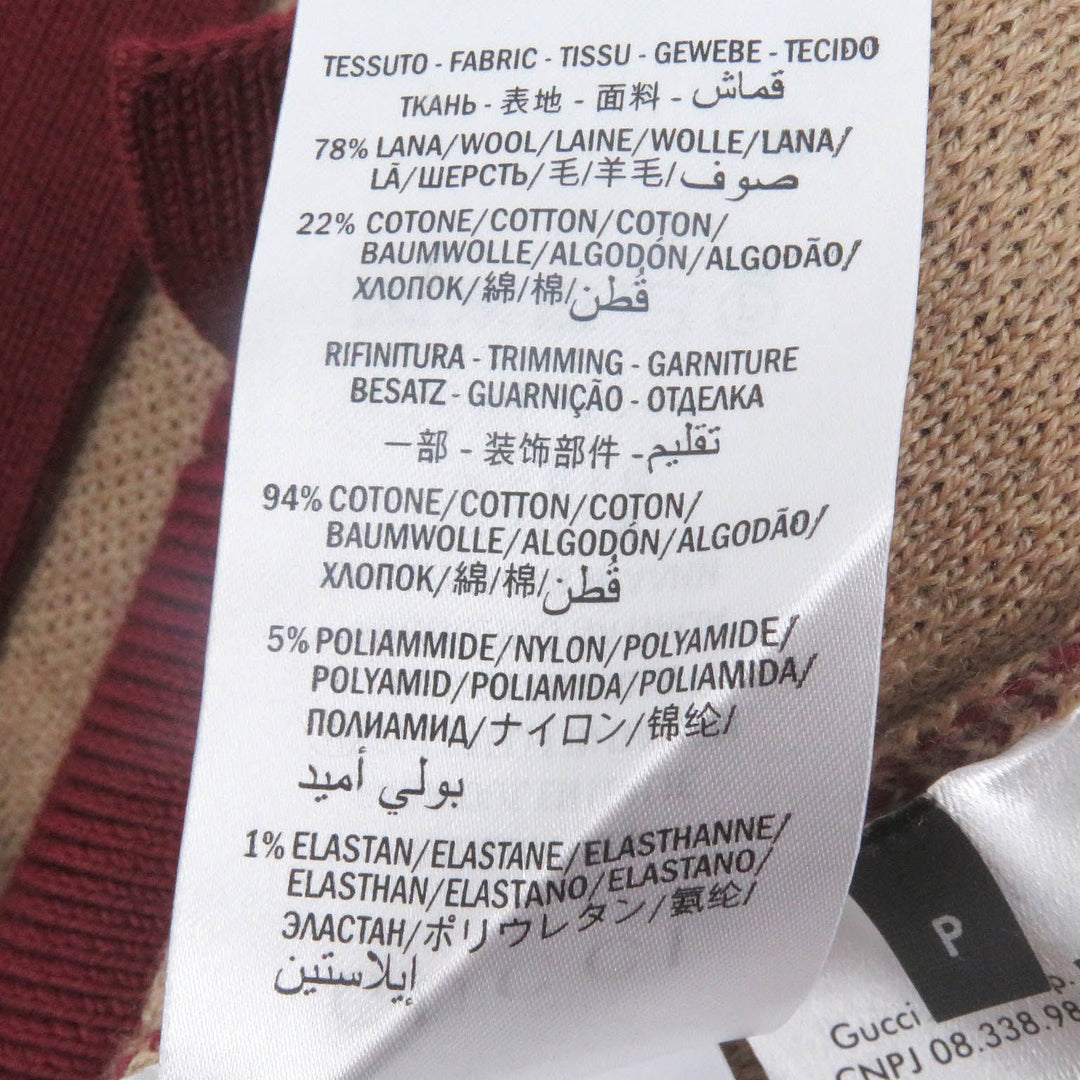 TESSUTO - FABRIC - TISSU - GEWEBE - TECIDO
ТКАНЬ - 表地 - 面料 - قماش
78% LANA/WOOL/LAINE/WOLLE/LANA/
LÃ/ШЕРСТЬ/毛/羊毛/صوف
22% COTONE/COTTON/COTON/
BAUMWOLLE/ALGODÓN/ALGODÃO/
ХЛОПОК/綿/棉/قُطن
RIFINITURA - TRIMMING - GARNITURE
BESATZ - GUARNIÇÃO - ОТДЕЛКА
一部 - 装饰部件 - تقليم
94% COTONE/COTTON/COTON/
BAUMWOLLE/ALGODÓN/ALGODÃO/
ХЛОПОК/綿/棉/قُطن
5% POLIAMMIDE/NYLON/POLYAMIDE/
POLYAMID/POLIAMIDA/POLIAMIDA/
ПОЛИАМИД/ナイロン/锦纶/
بولي أميد
1% ELASTAN/ELASTANE/ELASTHANNE/
ELASTHAN/ELASTANO/ELASTANO/
ЭЛАСТАН/ポリウレタン/氨纶/
إيلاستين
P
Gucci
CNPJ 08.338.98